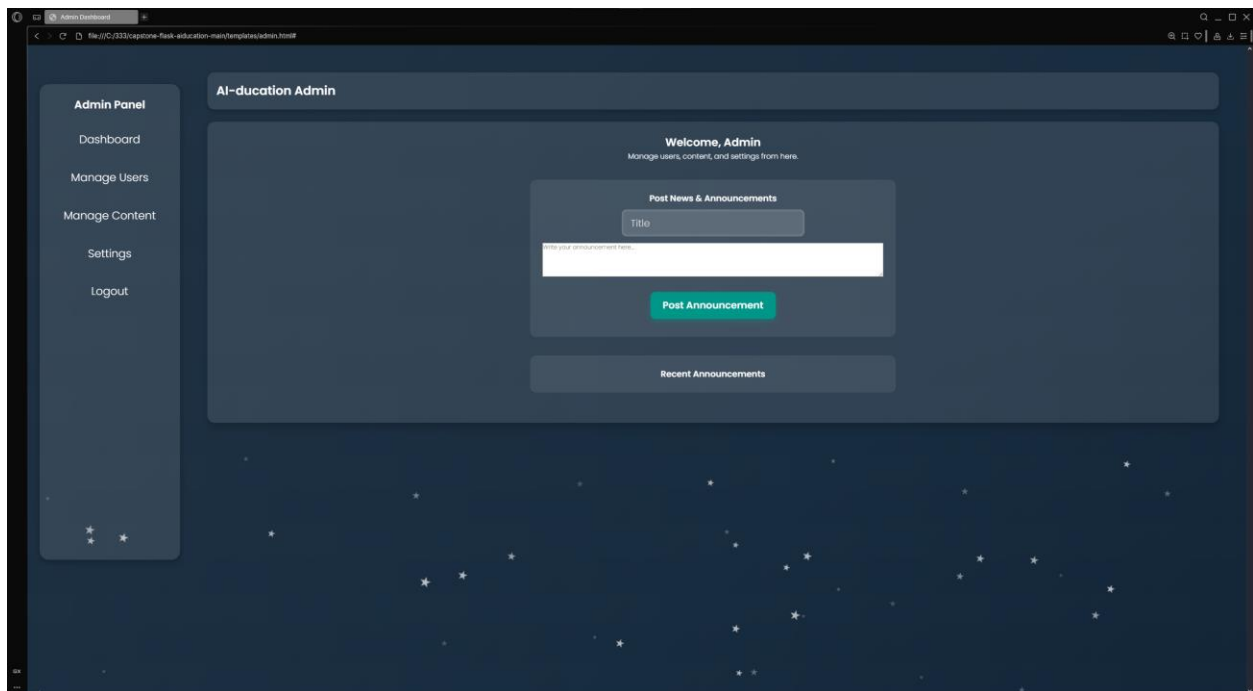 Admin Dashboard
file:///C:/333/capstone-flask-aiducation-main/templates/admin.html#
Admin Panel
Dashboard
Manage Users
Manage Content
Settings
Logout
AI-ducation Admin
Welcome, Admin
Manage users, content, and settings from here.
Post News & Announcements
Title
Write your announcement here...
Post Announcement
Recent Announcements